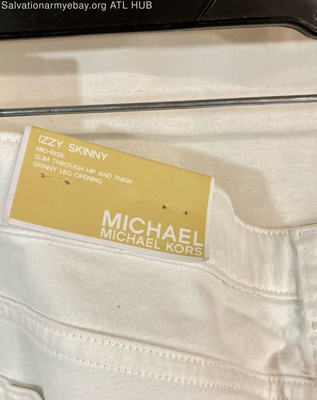 Salvationarmyebay.org ATL HUB
IZZY SKINNY
MID-RISE
SLIM THROUGH HIP AND THIGH
SKINNY LEG OPENING
MICHAEL
MICHAEL KORS